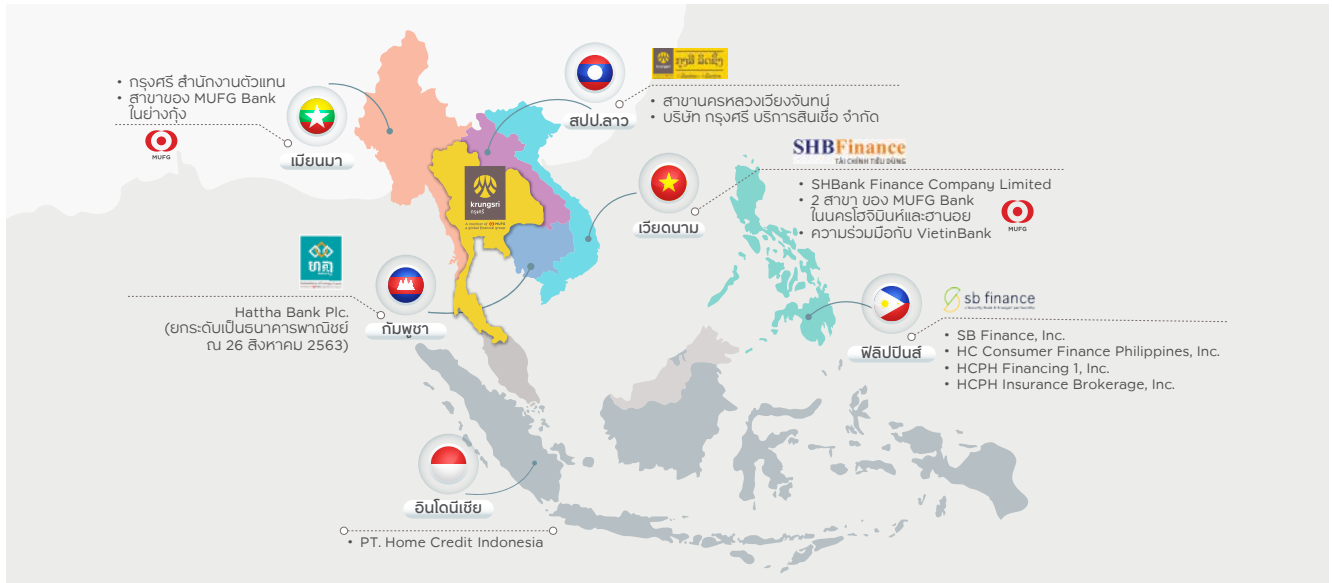 • กรุงศรี สำนักงานตัวแทน
• สาขาของ MUFG Bank
ในย่างกุ้ง
MUFG
เมียนมา
สปป.ลาว
• สาขานครหลวงเวียงจันทน์
• บริษัท กรุงศรี บริการสินเชื่อ จำกัด
krungsri
กรุงศรี
A member of MUFG
a global financial group
เวียดนาม
SHBFinance
TÀI CHÍNH TIÊU DÙNG
• SHBank Finance Company Limited
• 2 สาขา ของ MUFG Bank
ในนครโฮจิมินห์และฮานอย
• ความร่วมมือกับ VietinBank
MUFG
Hattha Bank Plc.
(ยกระดับเป็นธนาคารพาณิชย์
ณ 26 สิงหาคม 2563)
กัมพูชา
ฟิลิปปินส์
sb finance
• SB Finance, Inc.
• HC Consumer Finance Philippines, Inc.
• HCPH Financing 1, Inc.
• HCPH Insurance Brokerage, Inc.
อินโดนีเซีย
• PT. Home Credit Indonesia